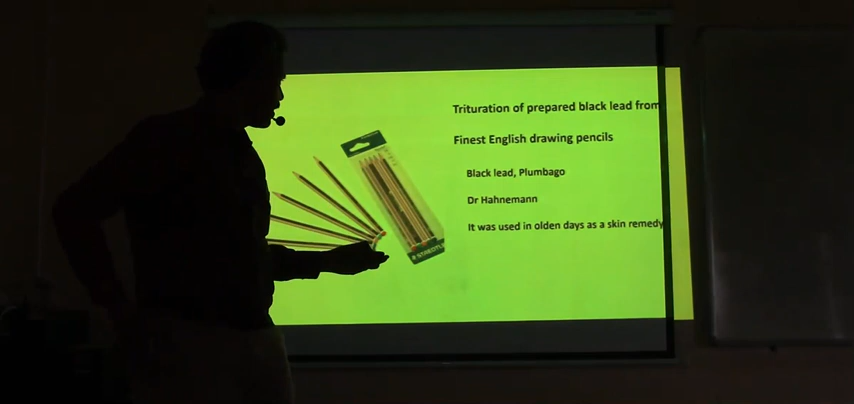 Trituration of prepared black lead from
Finest English drawing pencils
Black lead, Plumbago
Dr Hahnemann
It was used in olden days as a skin remedy